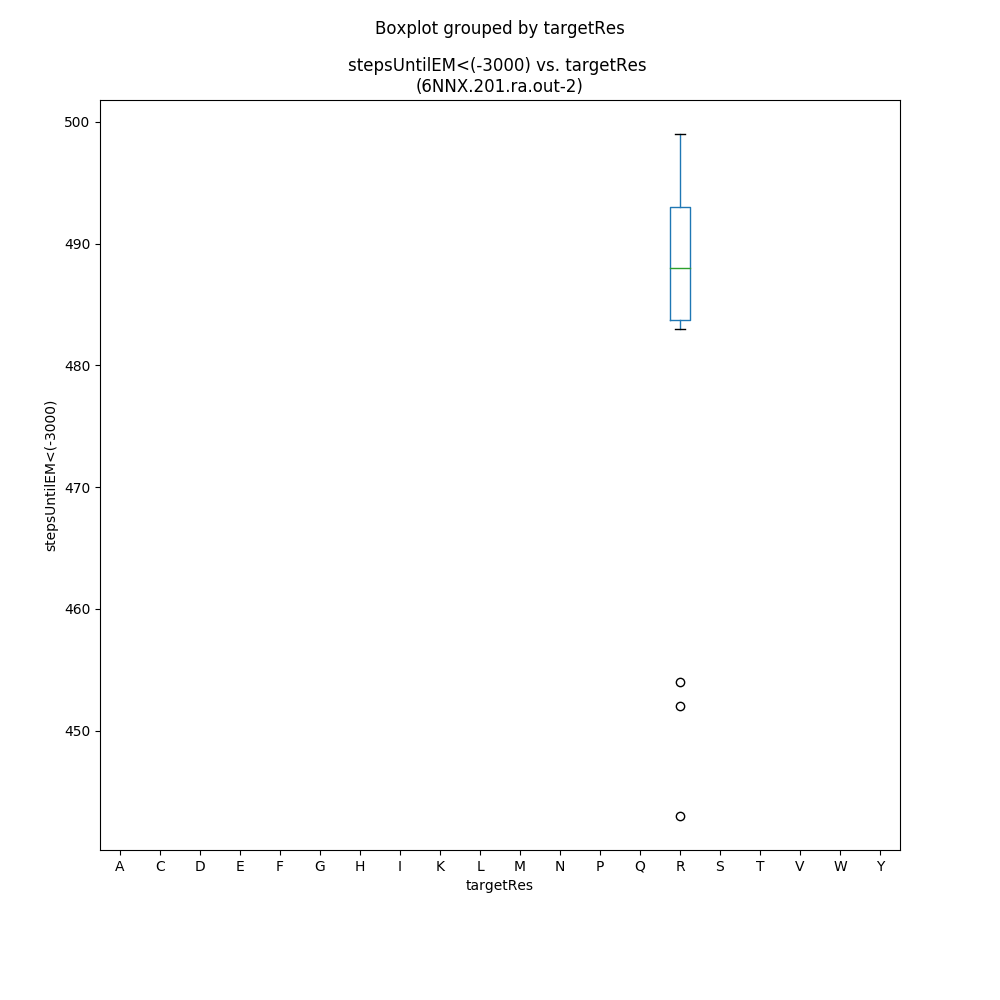 Boxplot grouped by targetRes
stepsUntilEM<(-3000) vs. targetRes
(6NNX.201.ra.out-2)
500
490
480
470
460
450
stepsUntilEM<(-3000)
A C D E F G H I K L M N P Q R S T V W Y
targetRes